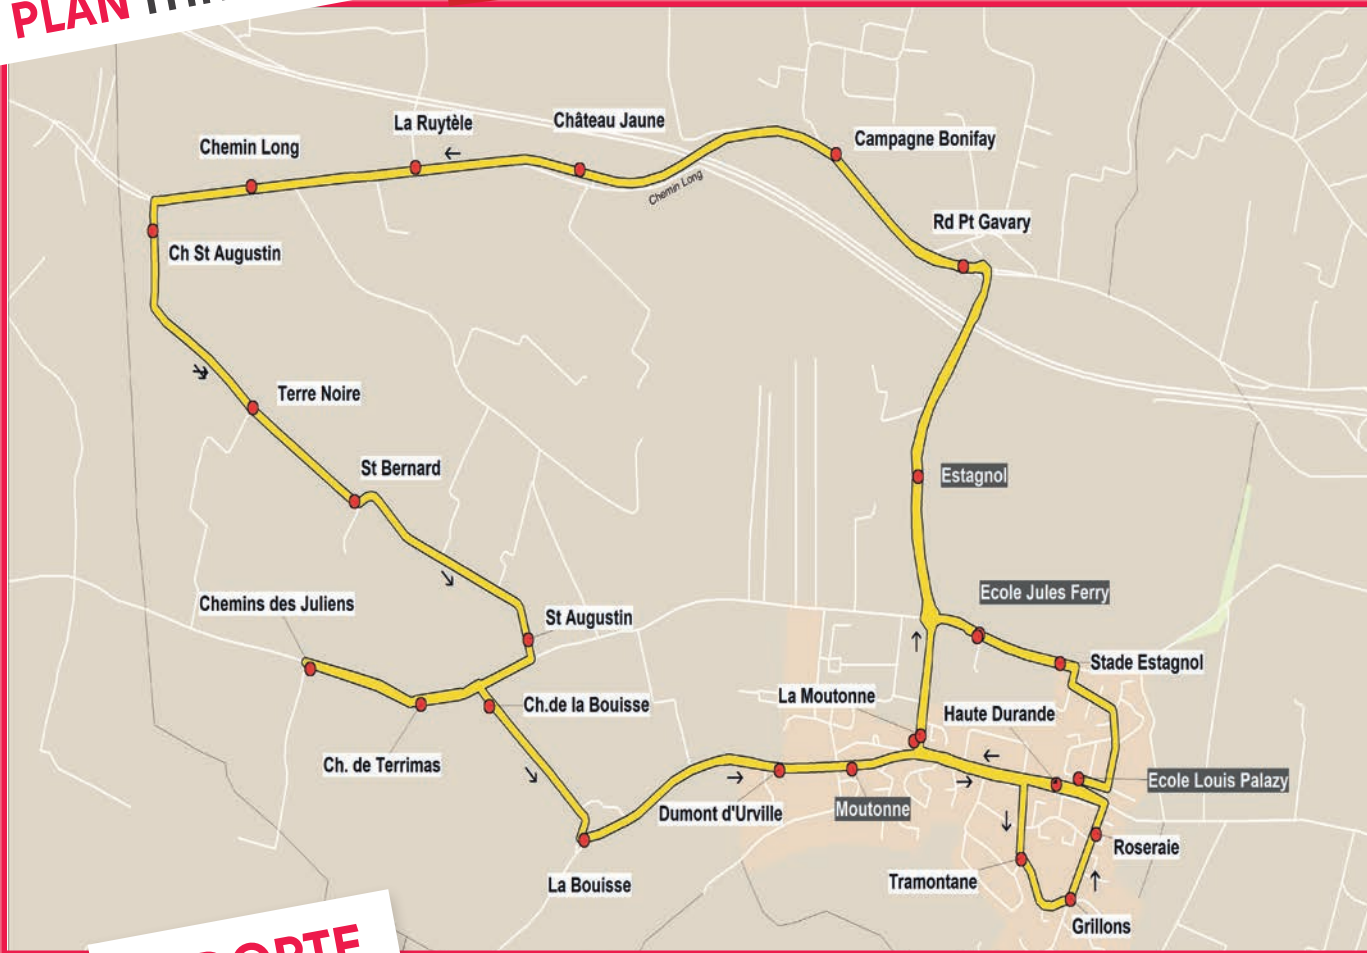 PLAN
Château Jaune
La Ruytèle
Campagne Bonifay
Chemin Long
Chemin Long
Rd Pt Gavary
Ch St Augustin
Terre Noire
St Bernard
Estagnol
Ecole Jules Ferry
Chemins des Juliens
St Augustin
Stade Estagnol
La Moutonne
Ch.de la Bouisse
Haute Durande
Ch. de Terrimas
Ecole Louis Palazy
Dumont d'Urville
Moutonne
Roseraie
La Bouisse
Tramontane
Grillons